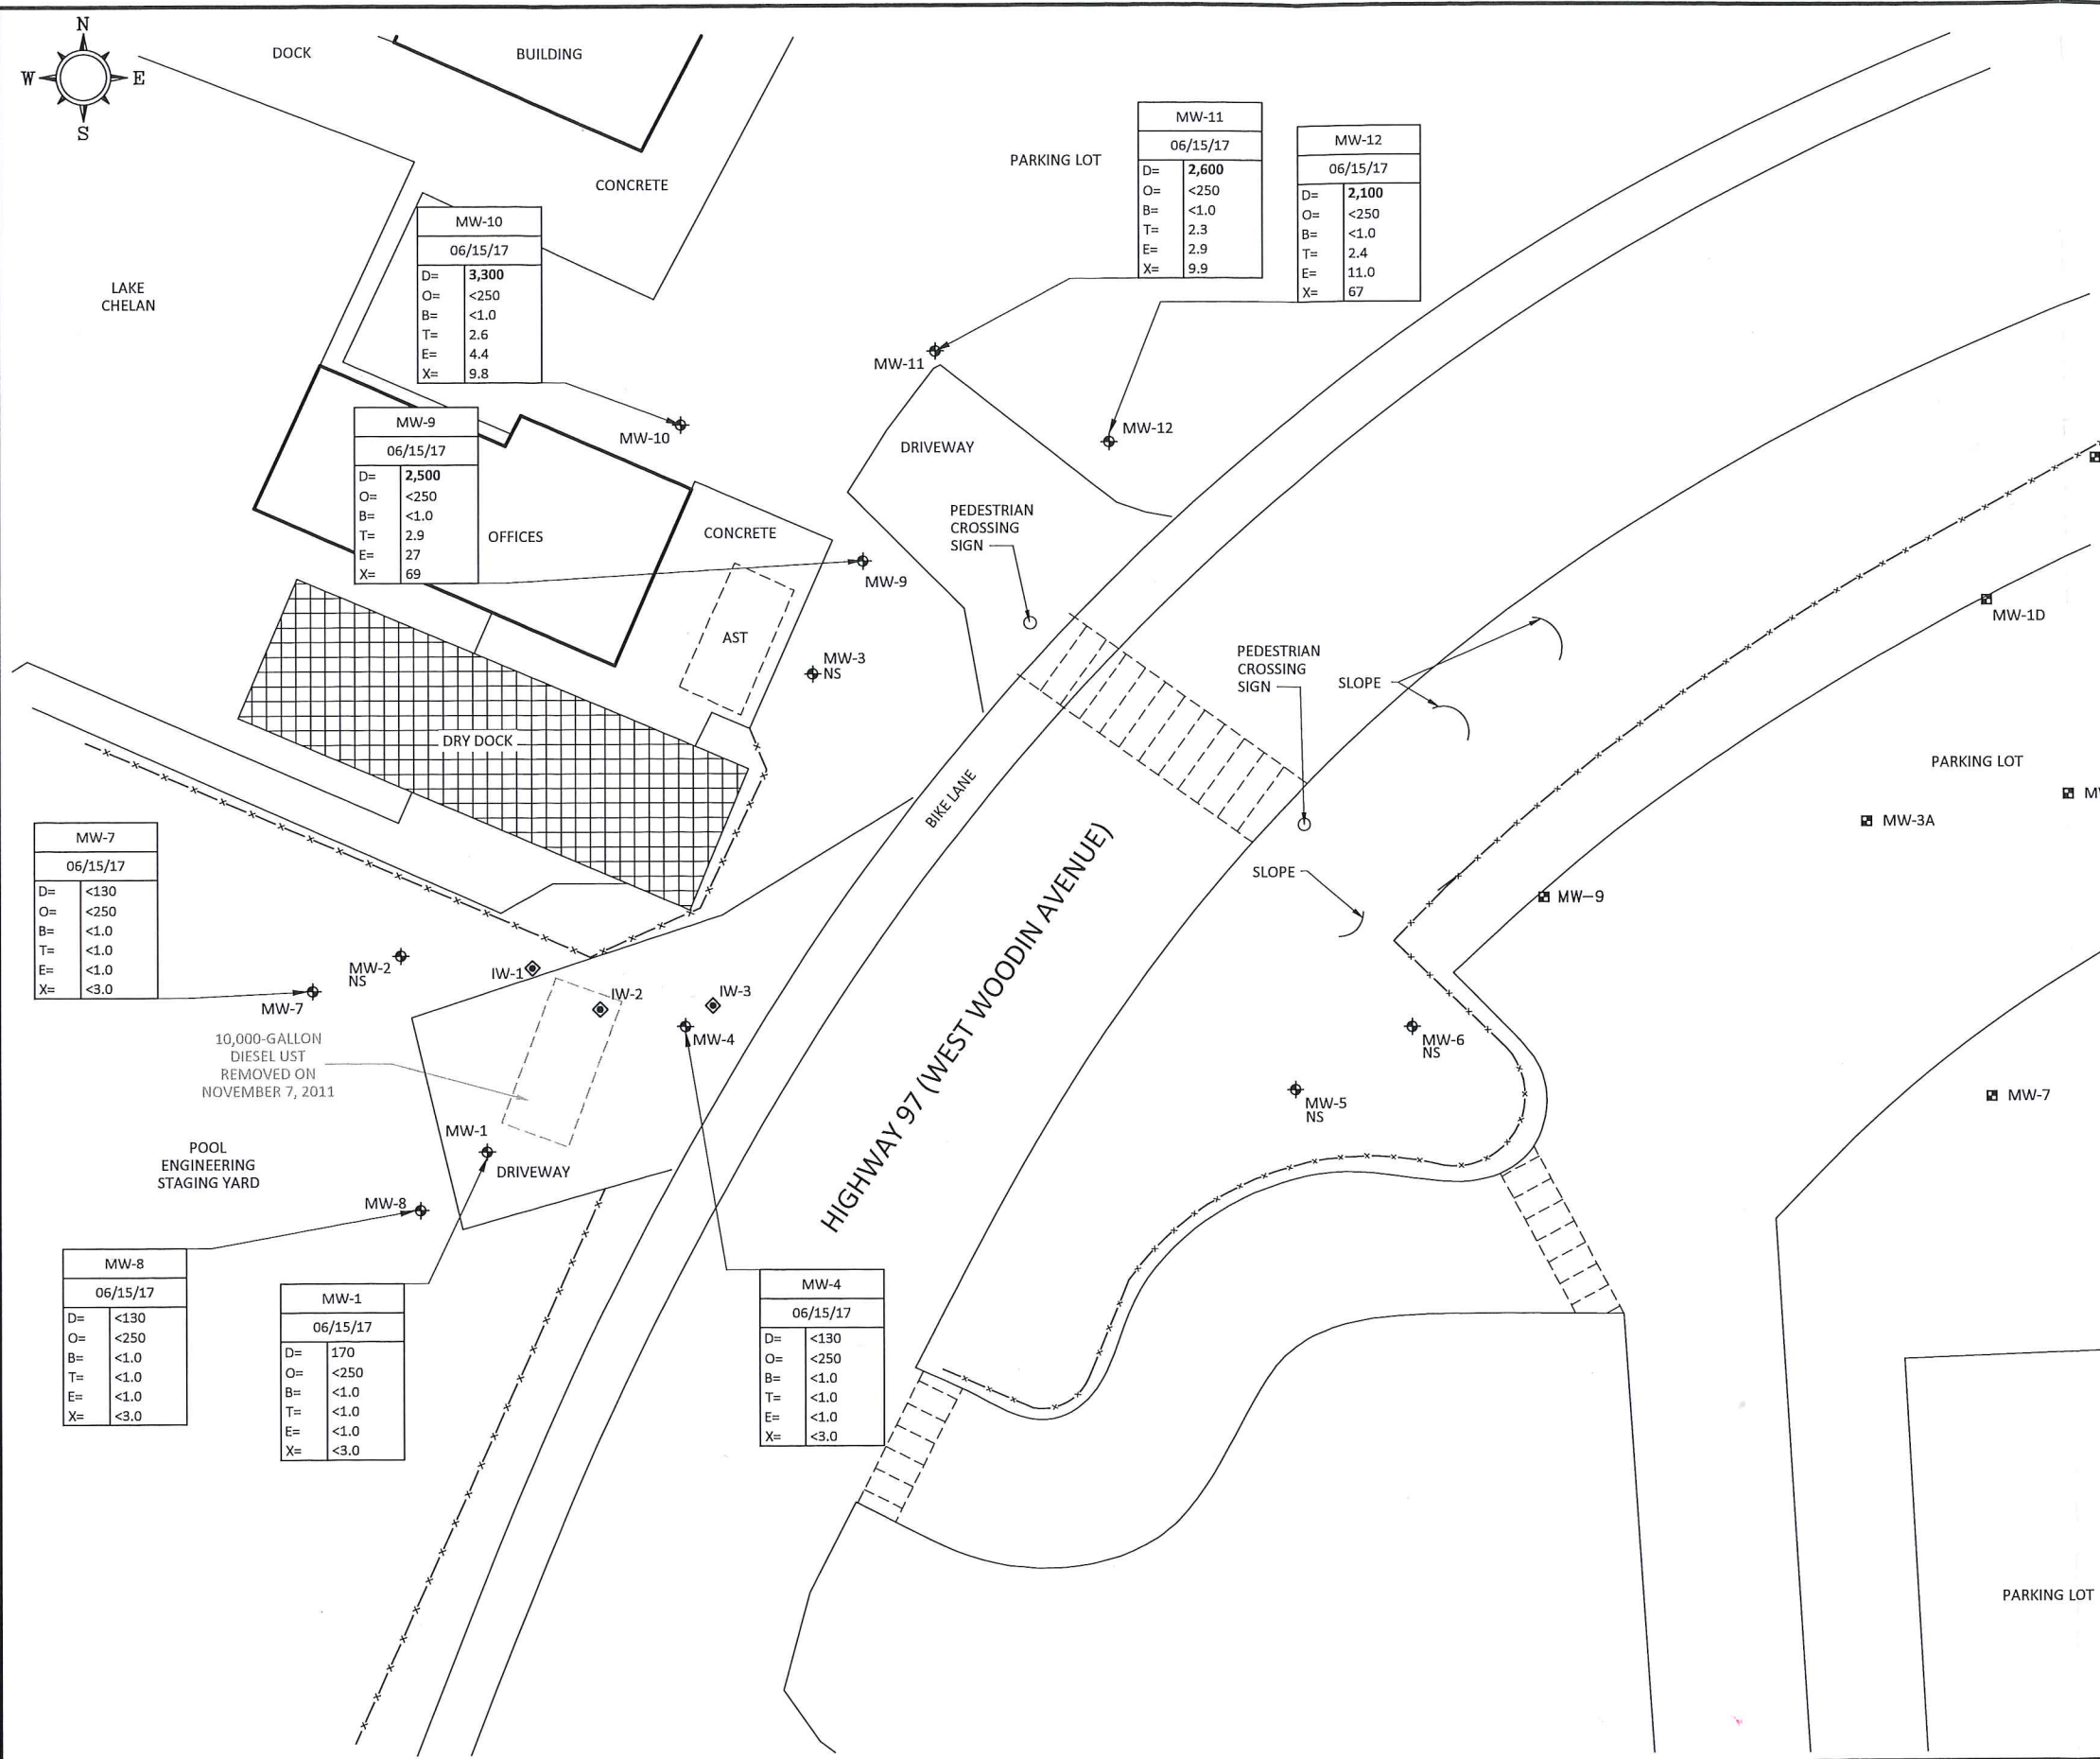 N
W E
S
DOCK
BUILDING
CONCRETE
LAKE
CHELAN
PARKING LOT
MW-11
06/15/17
D= 2,600
O= <250
B= <1.0
T= 2.3
E= 2.9
X= 9.9
MW-12
06/15/17
D= 2,100
O= <250
B= <1.0
T= 2.4
E= 11.0
X= 67
MW-10
06/15/17
D= 3,300
O= <250
B= <1.0
T= 2.6
E= 4.4
X= 9.8
MW-11
MW-10
MW-12
MW-9
06/15/17
D= 2,500
O= <250
B= <1.0
T= 2.9
E= 27
X= 69
OFFICES
CONCRETE
DRIVEWAY
PEDESTRIAN
CROSSING
SIGN
MW-9
AST
MW-3
NS
DRY DOCK
PEDESTRIAN
CROSSING
SIGN
SLOPE
MW-1D
PARKING LOT
MW-3A
BIKE LANE
HIGHWAY 97 (WEST WOODIN AVENUE)
SLOPE
MW-9
MW-7
06/15/17
D= <130
O= <250
B= <1.0
T= <1.0
E= <1.0
X= <3.0
MW-2
NS
MW-7
IW-1
IW-2
IW-3
MW-4
10,000-GALLON
DIESEL UST
REMOVED ON
NOVEMBER 7, 2011
MW-6
NS
MW-5
NS
MW-7
MW-1
DRIVEWAY
POOL
ENGINEERING
STAGING YARD
MW-8
MW-8
06/15/17
D= <130
O= <250
B= <1.0
T= <1.0
E= <1.0
X= <3.0
MW-1
06/15/17
D= 170
O= <250
B= <1.0
T= <1.0
E= <1.0
X= <3.0
MW-4
06/15/17
D= <130
O= <250
B= <1.0
T= <1.0
E= <1.0
X= <3.0
PARKING LOT